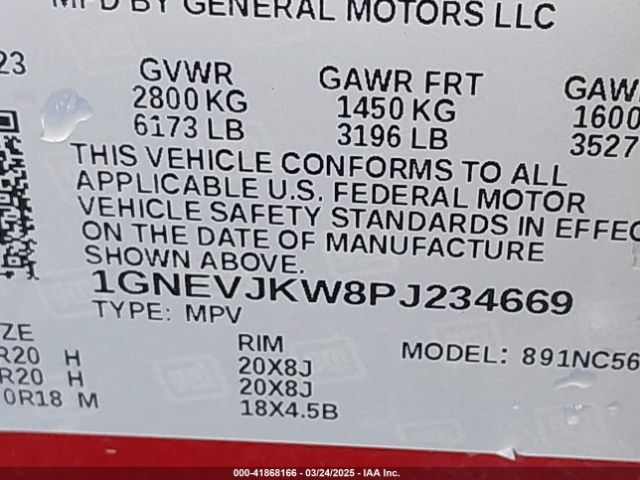 MFD BY GENERAL MOTORS LLC
23 GVWR GAWR FRT GAWR
2800 KG 1450 KG 1600
6173 LB 3196 LB 3527
THIS VEHICLE CONFORMS TO ALL
APPLICABLE U.S. FEDERAL MOTOR
VEHICLE SAFETY STANDARDS IN EFFEC
ON THE DATE OF MANUFACTURE
SHOWN ABOVE.
1GNEVJKW8PJ234669
TYPE: MPV
ZE RIM MODEL: 891NC56
R20 H 20X8J
R20 H 20X8J
0R18 M 18X4.5B
000-41868166 - 03/24/2025 - IAA Inc.